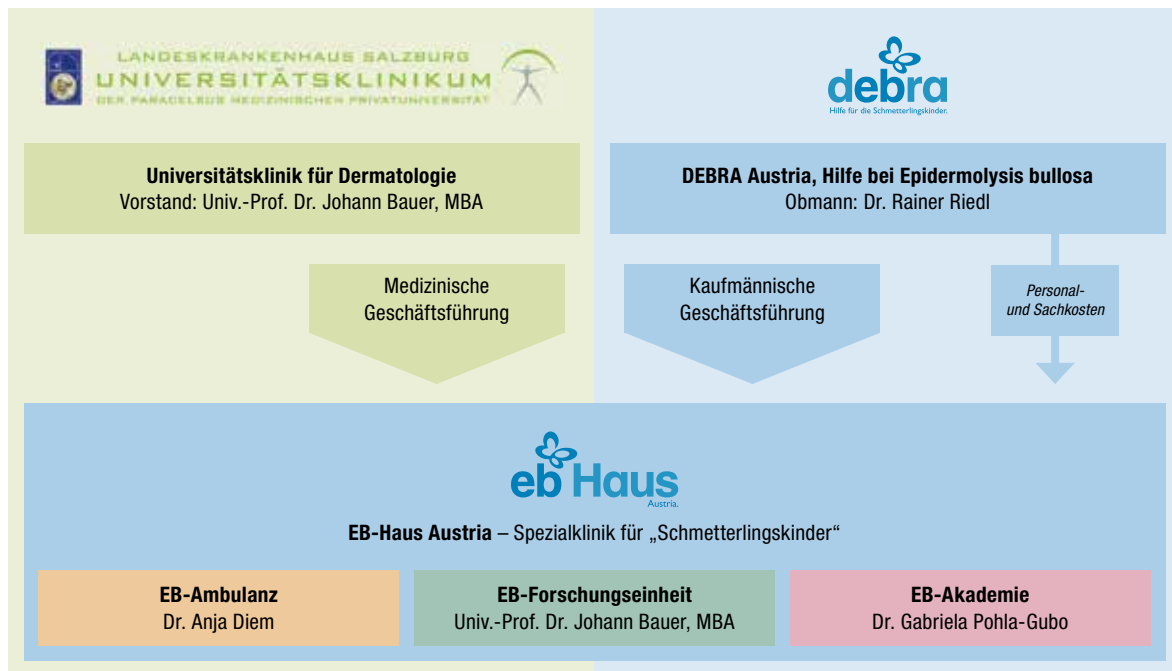 LANDESKRANKENHAUS SALZBURG
UNIVERSITÄTSKLINIKUM
DER PARACELSUS MEDIZINISCHEN PRIVATUNIVERSITÄT
debra
Hilfe für die Schmetterlingskinder.
Universitätsklinik für Dermatologie
Vorstand: Univ.-Prof. Dr. Johann Bauer, MBA
DEBRA Austria, Hilfe bei Epidermolysis bullosa
Obmann: Dr. Rainer Riedl
Medizinische
Geschäftsführung
Kaufmännische
Geschäftsführung
Personal-
und Sachkosten
eb Haus
Austria.
EB-Haus Austria – Spezialklinik für „Schmetterlingskinder“
EB-Ambulanz
Dr. Anja Diem
EB-Forschungseinheit
Univ.-Prof. Dr. Johann Bauer, MBA
EB-Akademie
Dr. Gabriela Pohla-Gubo